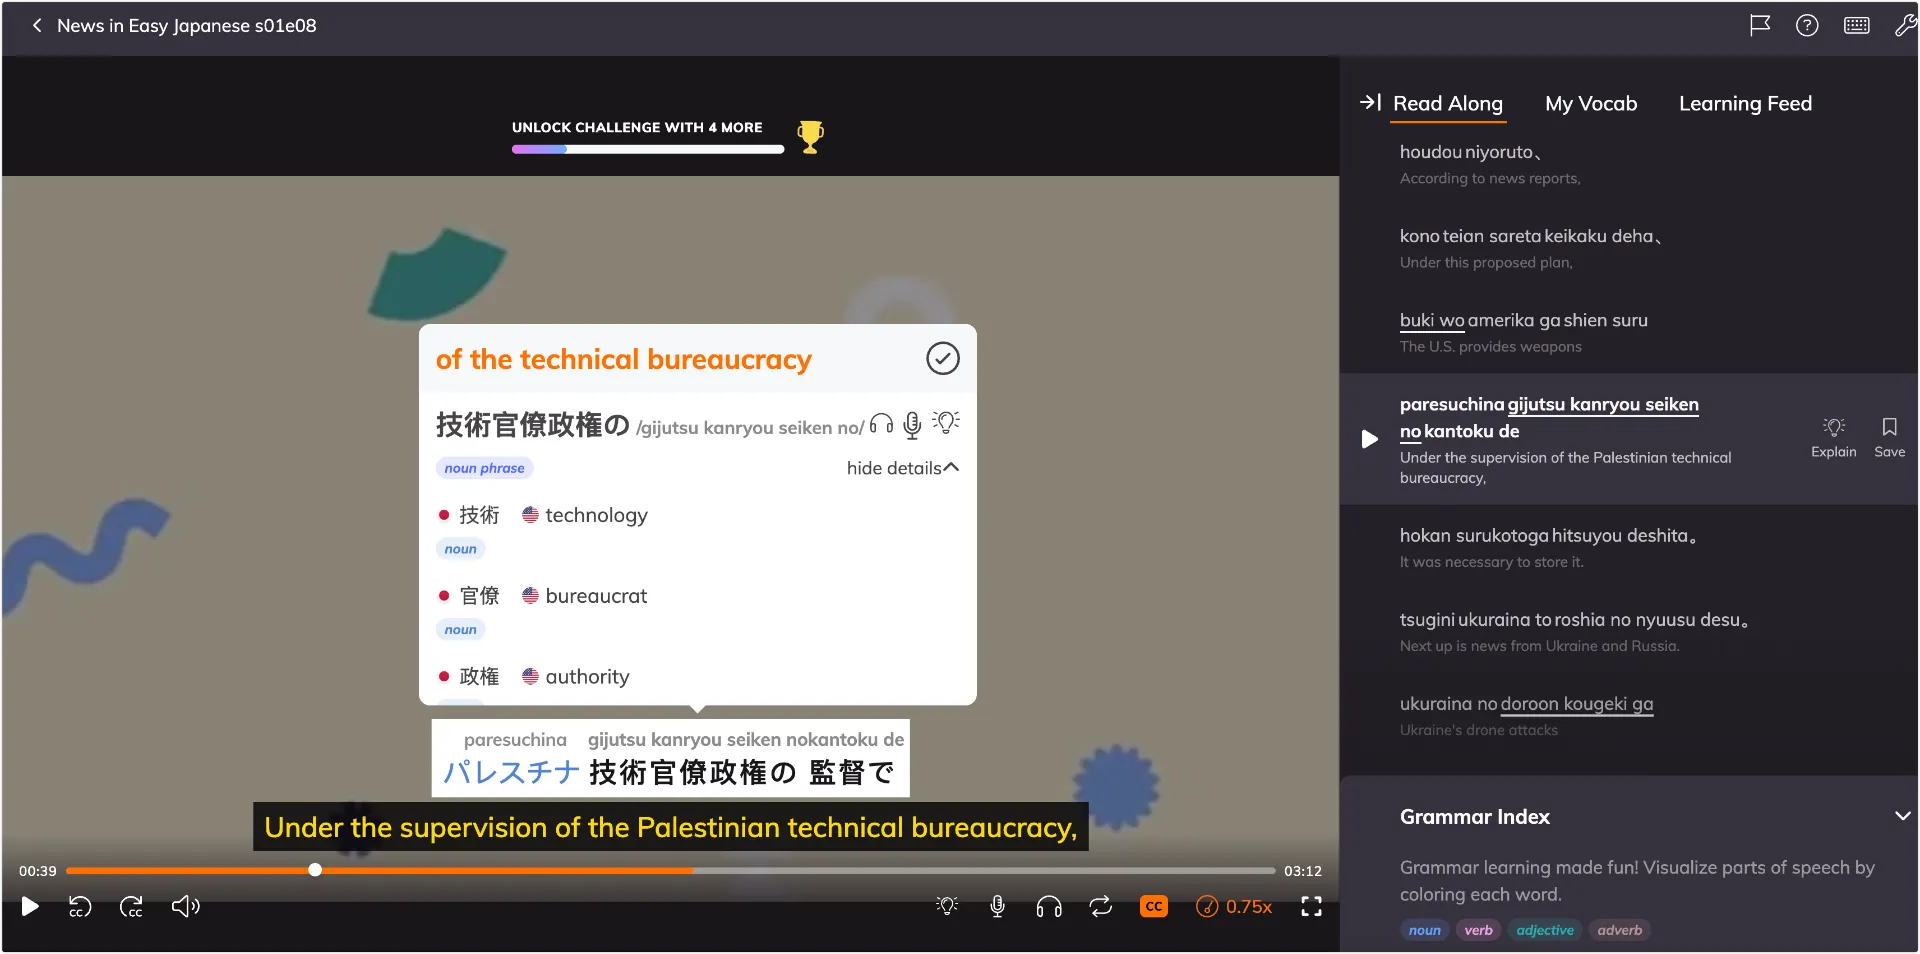 News in Easy Japanese s01e08
UNLOCK CHALLENGE WITH 4 MORE
of the technical bureaucracy
技術官僚政権の /gijutsu kanryou seiken no/
noun phrase
hide details
技術 technology
noun
官僚 bureaucrat
noun
政権 authority
paresuchina gijutsu kanryou seiken nokantoku de
パレスチナ 技術官僚政権の 監督で
Under the supervision of the Palestinian technical bureaucracy,
00:39
03:12
CC
CC
CC
0.75x
Read Along
My Vocab
Learning Feed
houdou niyoruto、
According to news reports,
kono teian sareta keikaku deha、
Under this proposed plan,
buki wo amerika ga shien suru
The U.S. provides weapons
paresuchina gijutsu kanryou seiken
no kantoku de
Under the supervision of the Palestinian technical
bureaucracy,
Explain
Save
hokan surukotoga hitsuyou deshita。
It was necessary to store it.
tsugini ukuraina to roshia no nyuusu desu。
Next up is news from Ukraine and Russia.
ukuraina no doroon kougeki ga
Ukraine's drone attacks
Grammar Index
Grammar learning made fun! Visualize parts of speech by
coloring each word.
noun verb adjective adverb